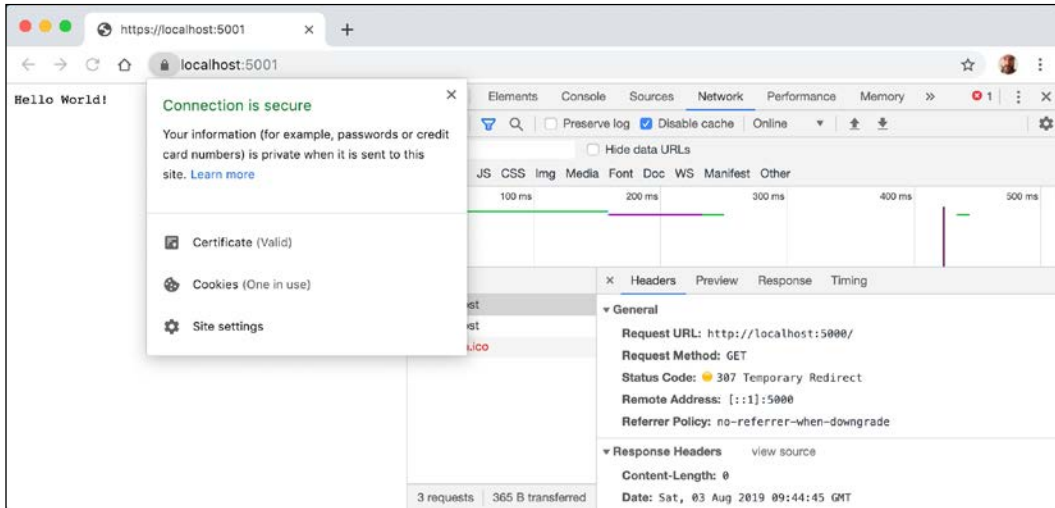 https://localhost:5001
localhost:5001
Hello World!
Connection is secure
Your information (for example, passwords or credit
card numbers) is private when it is sent to this
site. Learn more
Certificate (Valid)
Cookies (One in use)
Site settings
Elements Console Sources Network Performance Memory » 1
Preserve log Disable cache Online
Hide data URLs
JS CSS Img Media Font Doc WS Manifest Other
100 ms 200 ms 300 ms 400 ms 500 ms
Headers Preview Response Timing
General
Request URL: http://localhost:5000/
Request Method: GET
Status Code: 307 Temporary Redirect
Remote Address: [::1]:5000
Referrer Policy: no-referrer-when-downgrade
Response Headers view source
Content-Length: 0
Date: Sat, 03 Aug 2019 09:44:45 GMT
st
st
.ico
3 requests 365 B transferred